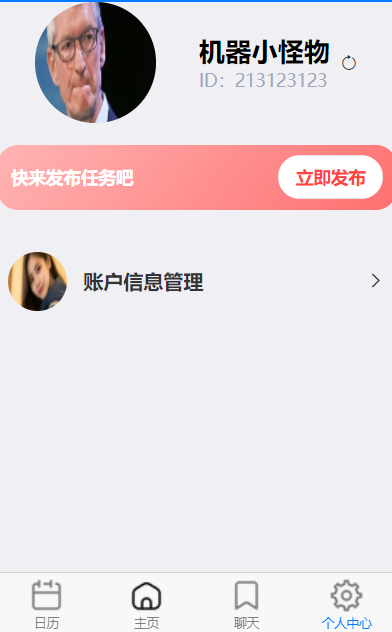 机器小怪物
ID：213123123
快来发布任务吧
立即发布
账户信息管理
日历
主页
聊天
个人中心